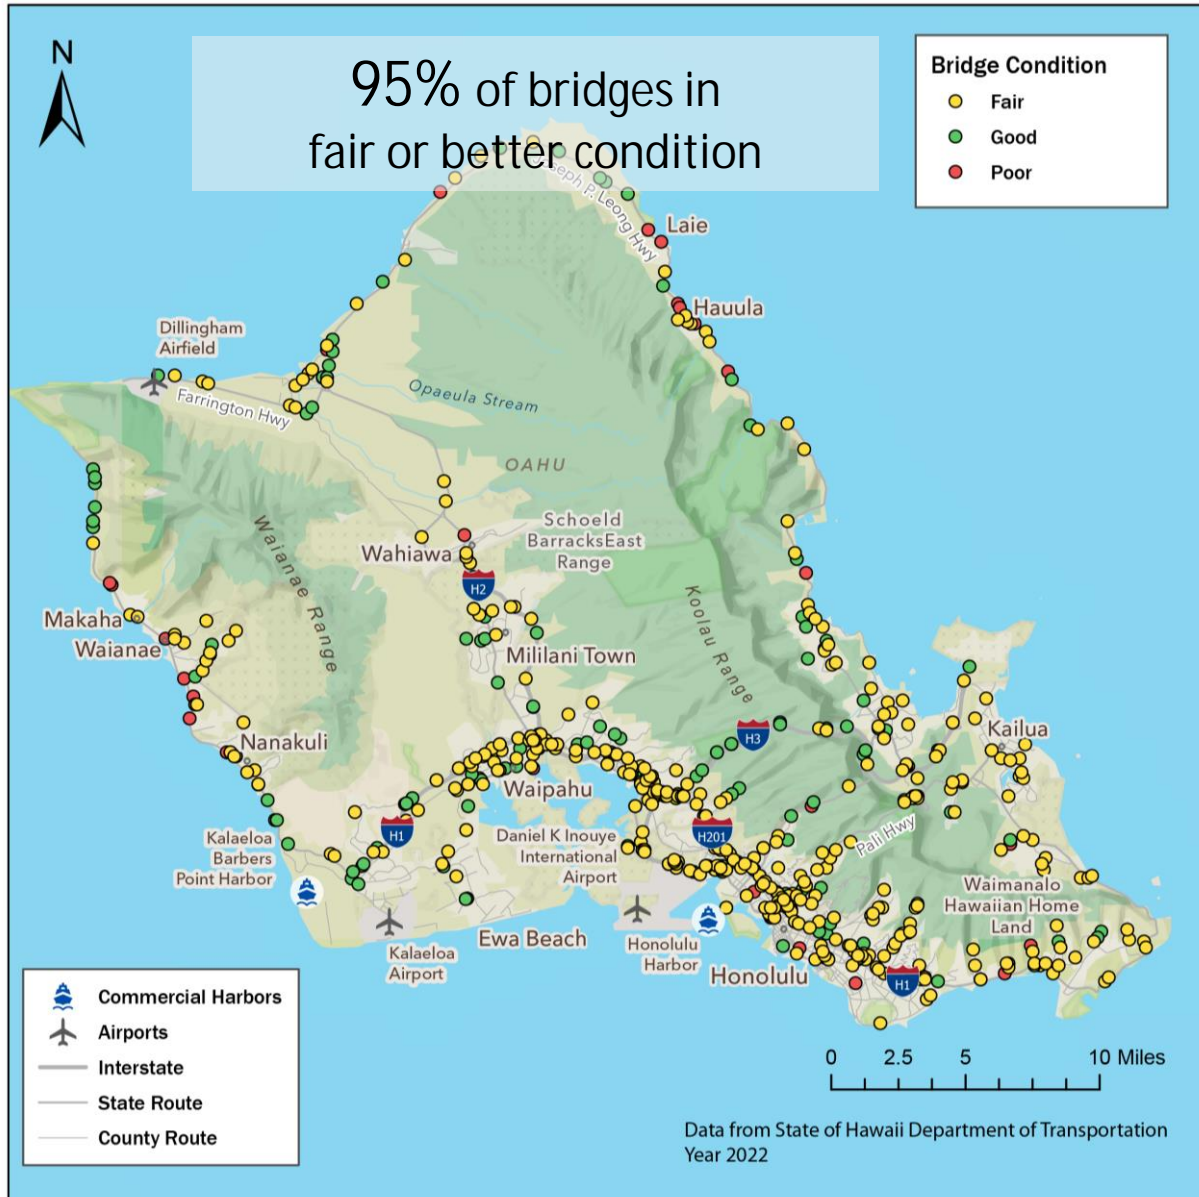 N
95% of bridges in
fair or better condition
Bridge Condition
Fair
Good
Poor
Joseph P. Leong Hwy
Laie
Hauula
Dillingham
Airfield
Farrington Hwy
Opaeula Stream
OAHU
Schoeld
BarracksEast
Range
Wahiawa
H2
Waianae Range
Koolau Range
Makaha
Waianae
Mililani Town
H3
Kailua
Nanakuli
Waipahu
H1
Kalaeloa
Barbers
Point Harbor
Daniel K Inouye
International
Airport
H201
Pali Hwy
Waimanalo
Hawaiian Home
Land
Kalaeloa
Airport
Ewa Beach
Honolulu
Harbor
Honolulu
H1
Commercial Harbors
Airports
Interstate
State Route
County Route
0 2.5 5 10 Miles
Data from State of Hawaii Department of Transportation
Year 2022